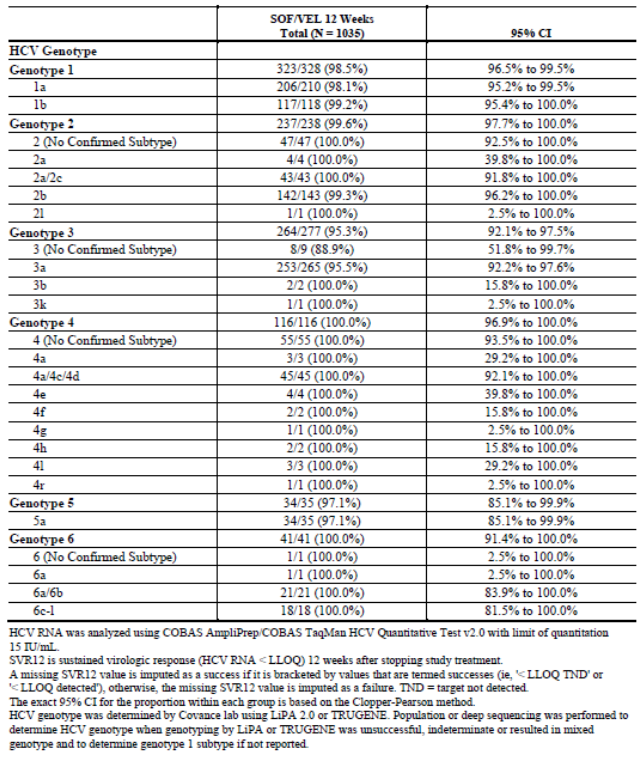 SOF/VEL 12 Weeks
Total (N = 1035) 95% CI
HCV Genotype
Genotype 1 323/328 (98.5%) 96.5% to 99.5%
1a 206/210 (98.1%) 95.2% to 99.5%
1b 117/118 (99.2%) 95.4% to 100.0%
Genotype 2 237/238 (99.6%) 97.7% to 100.0%
2 (No Confirmed Subtype) 47/47 (100.0%) 92.5% to 100.0%
2a 4/4 (100.0%) 39.8% to 100.0%
2a/2c 43/43 (100.0%) 91.8% to 100.0%
2b 142/143 (99.3%) 96.2% to 100.0%
2l 1/1 (100.0%) 2.5% to 100.0%
Genotype 3 264/277 (95.3%) 92.1% to 97.5%
3 (No Confirmed Subtype) 8/9 (88.9%) 51.8% to 99.7%
3a 253/265 (95.5%) 92.2% to 97.6%
3b 2/2 (100.0%) 15.8% to 100.0%
3k 1/1 (100.0%) 2.5% to 100.0%
Genotype 4 116/116 (100.0%) 96.9% to 100.0%
4 (No Confirmed Subtype) 55/55 (100.0%) 93.5% to 100.0%
4a 3/3 (100.0%) 29.2% to 100.0%
4a/4c/4d 45/45 (100.0%) 92.1% to 100.0%
4e 4/4 (100.0%) 39.8% to 100.0%
4f 2/2 (100.0%) 15.8% to 100.0%
4g 1/1 (100.0%) 2.5% to 100.0%
4h 2/2 (100.0%) 15.8% to 100.0%
4l 3/3 (100.0%) 29.2% to 100.0%
4r 1/1 (100.0%) 2.5% to 100.0%
Genotype 5 34/35 (97.1%) 85.1% to 99.9%
5a 34/35 (97.1%) 85.1% to 99.9%
Genotype 6 41/41 (100.0%) 91.4% to 100.0%
6 (No Confirmed Subtype) 1/1 (100.0%) 2.5% to 100.0%
6a 1/1 (100.0%) 2.5% to 100.0%
6a/6b 21/21 (100.0%) 83.9% to 100.0%
6c-l 18/18 (100.0%) 81.5% to 100.0%
HCV RNA was analyzed using COBAS AmpliPrep/COBAS TaqMan HCV Quantitative Test v2.0 with limit of quantitation
15 IU/mL.
SVR12 is sustained virologic response (HCV RNA < LLOQ) 12 weeks after stopping study treatment.
A missing SVR12 value is imputed as a success if it is bracketed by values that are termed successes (ie, '< LLOQ TND' or
'< LLOQ detected'), otherwise, the missing SVR12 value is imputed as a failure. TND = target not detected.
The exact 95% CI for the proportion within each group is based on the Clopper-Pearson method.
HCV genotype was determined by Covance lab using LiPA 2.0 or TRUGENE. Population or deep sequencing was performed to
determine HCV genotype when genotyping by LiPA or TRUGENE was unsuccessful, indeterminate or resulted in mixed
genotype and to determine genotype 1 subtype if not reported.